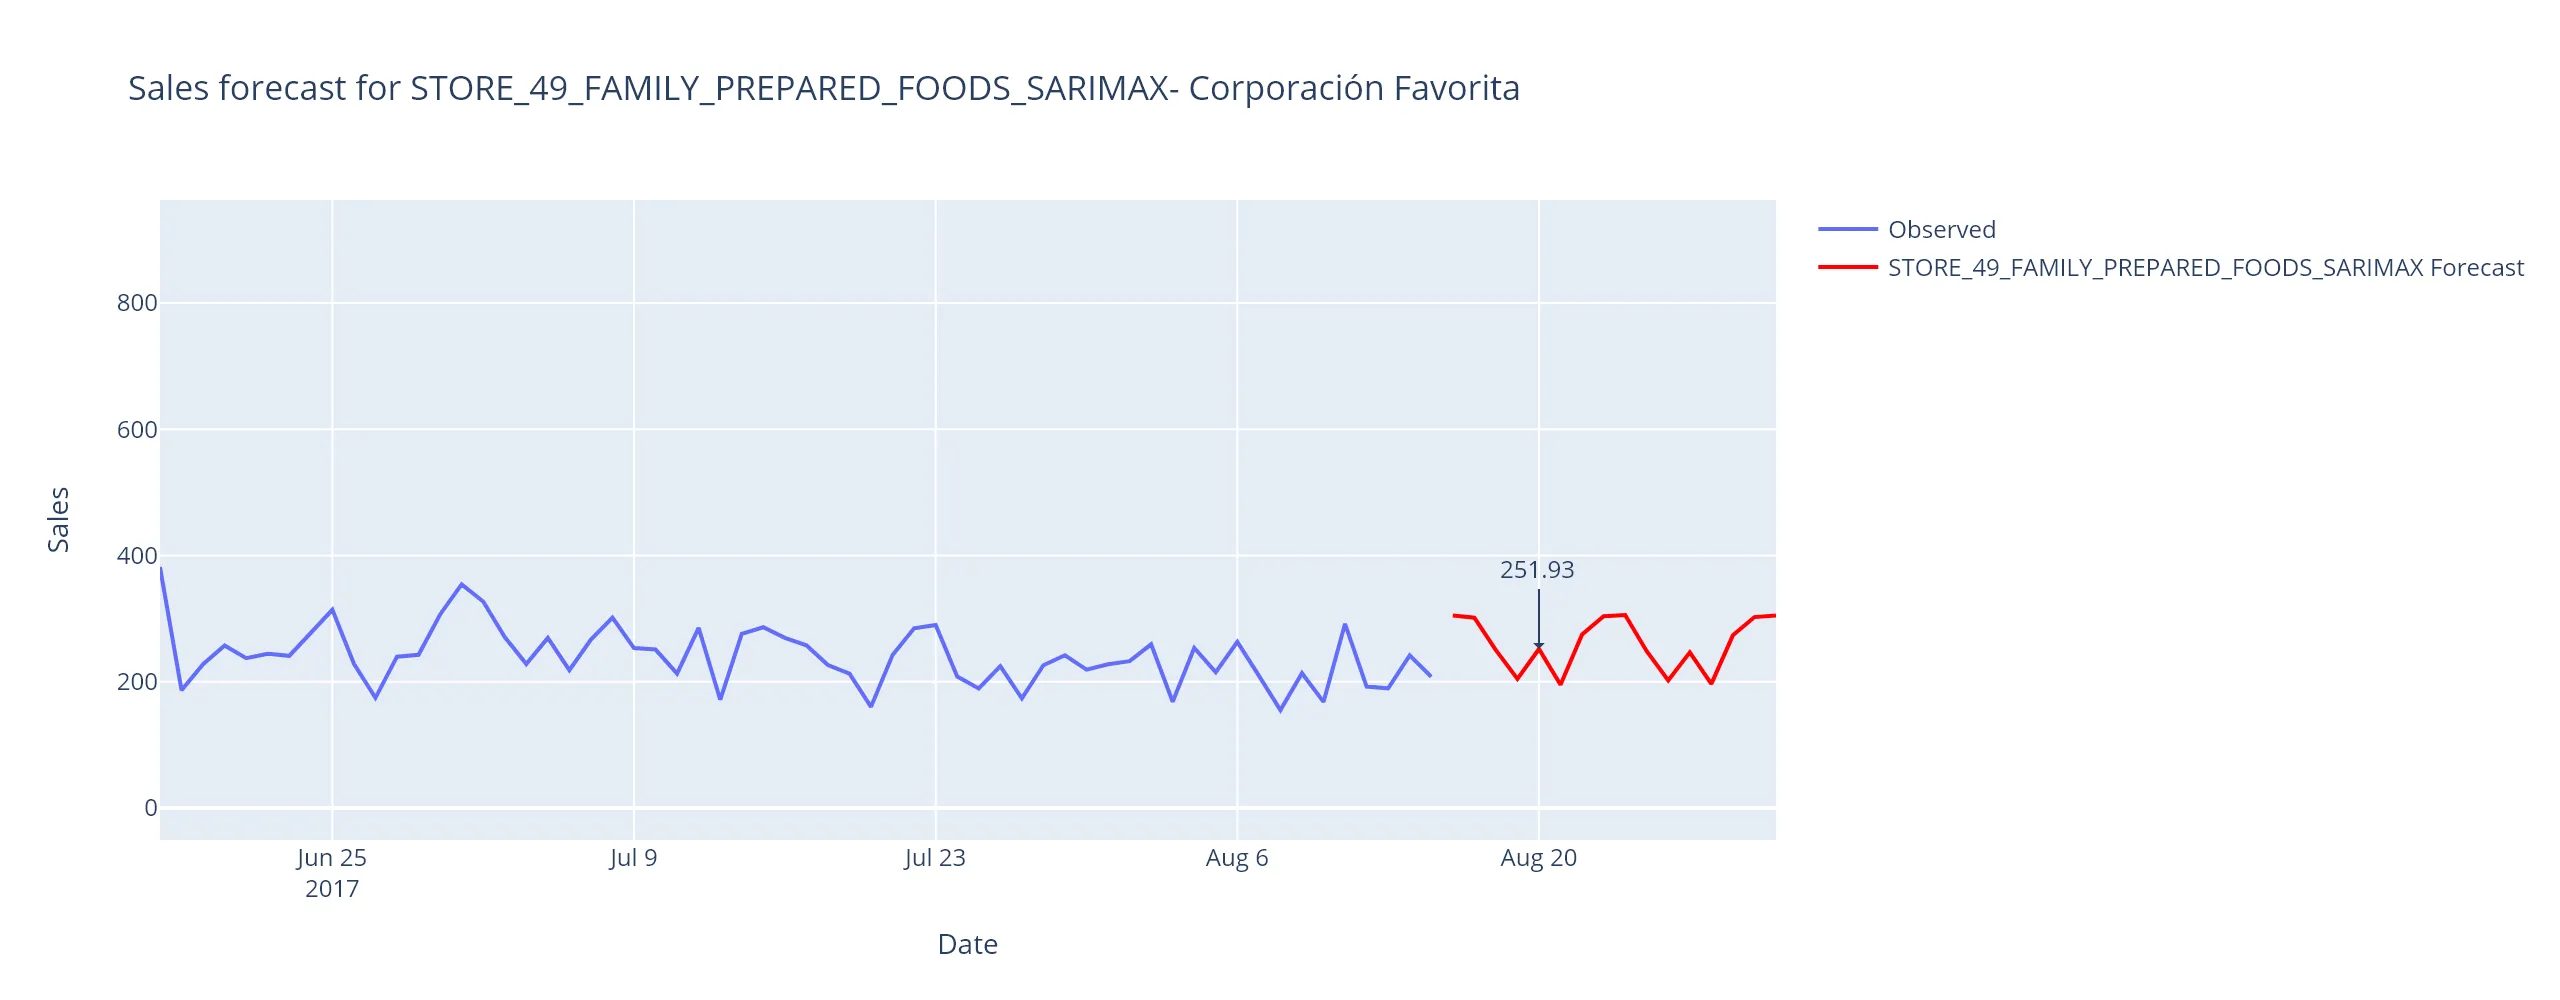 Sales forecast for STORE_49_FAMILY_PREPARED_FOODS_SARIMAX- Corporación Favorita
Observed
STORE_49_FAMILY_PREPARED_FOODS_SARIMAX Forecast
800
600
400
200
0
Sales
251.93
Jun 25
2017
Jul 9
Jul 23
Aug 6
Aug 20
Date